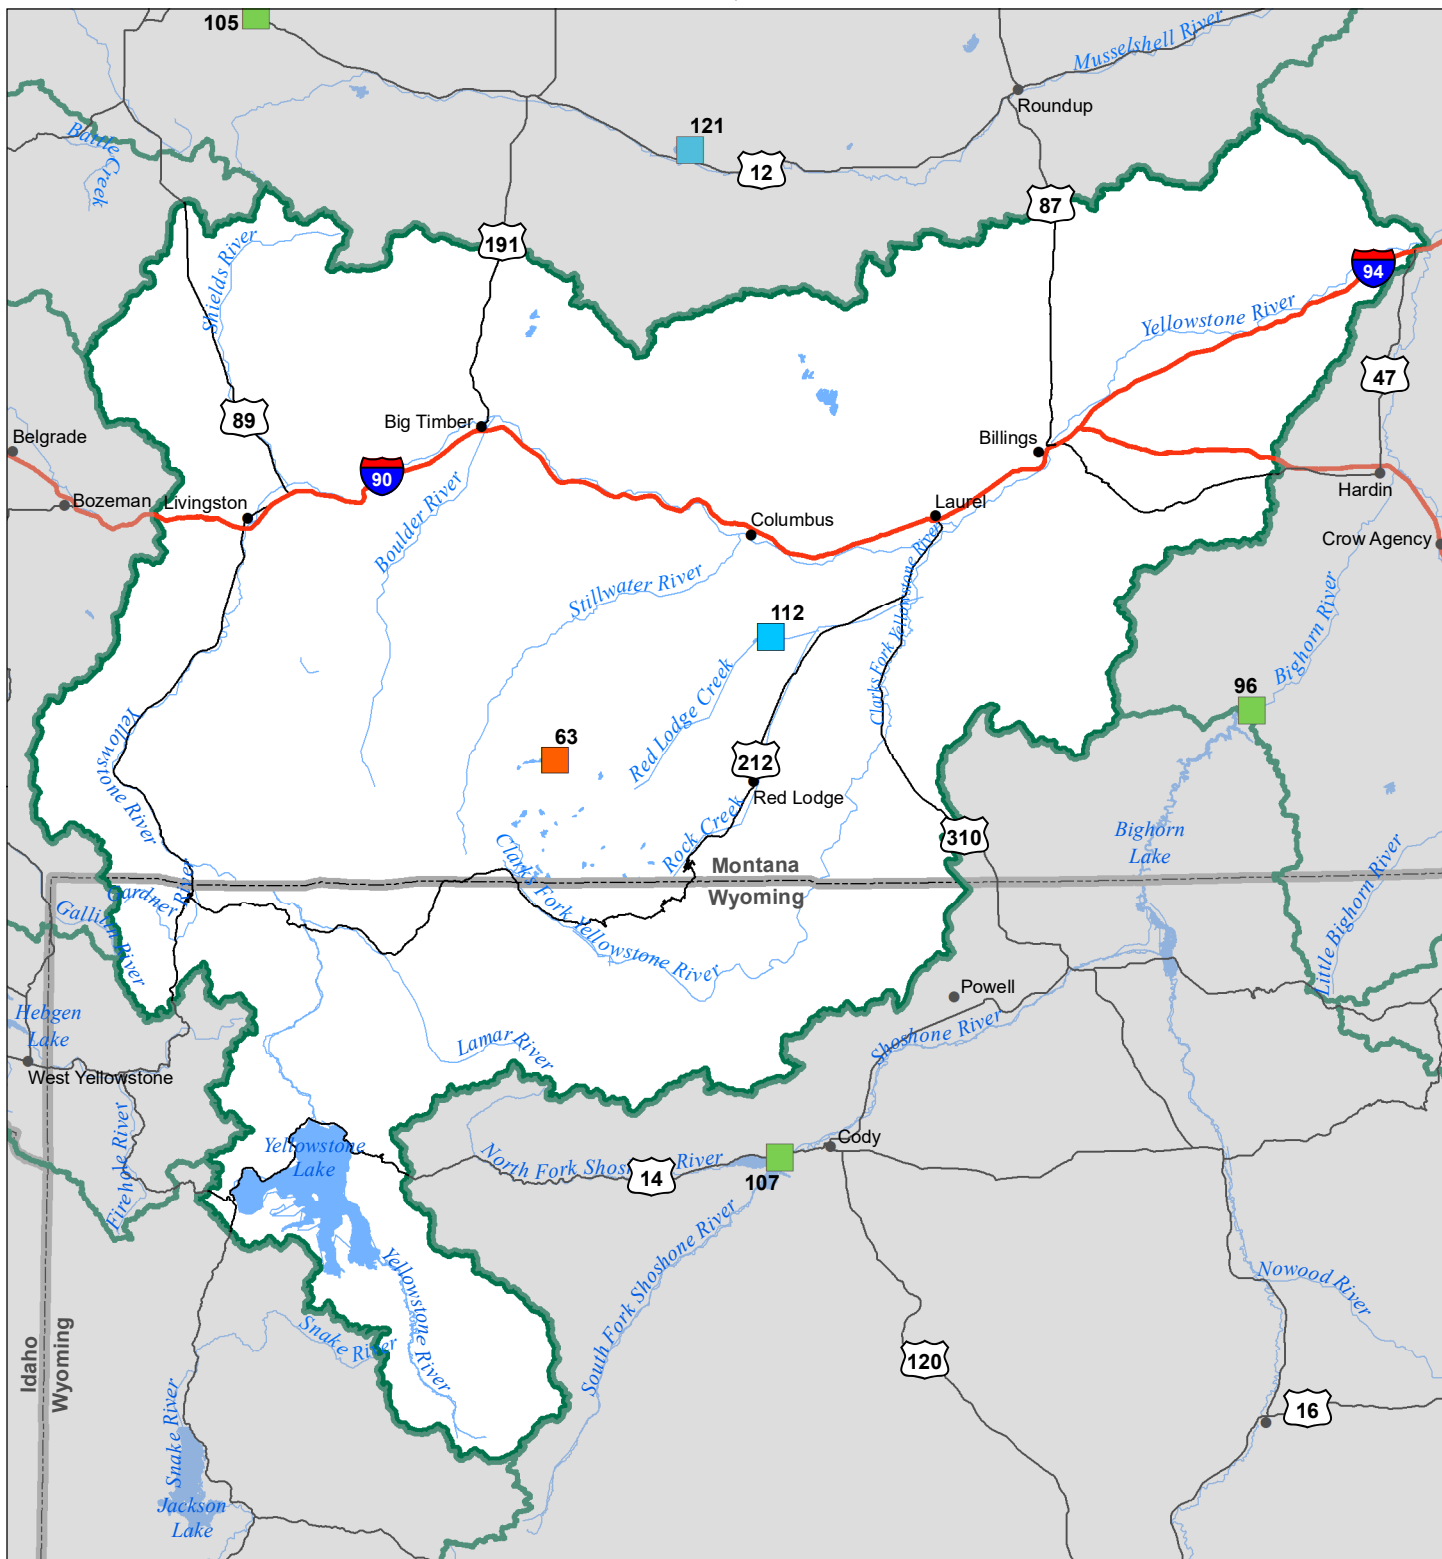 105
Musselshell River
Roundup
121
12
Battle
Creek
87
191
94
Shields River
Yellowstone River
47
89
Big Timber
Belgrade
Billings
90
Bozeman
Livingston
Hardin
Laurel
Columbus
Crow Agency
Boulder River
Stillwater River
Clarks Fork Yellowstone River
112
Bighorn River
Red Lodge Creek
96
Yellowstone River
63
212
Red Lodge
Rock Creek
310
Bighorn
Lake
Clarks Fork Yellowstone River
Montana
Wyoming
Gardner River
Gallatin River
Little Bighorn River
Powell
Hebgen
Lake
Shoshone River
Lamar River
West Yellowstone
Firehole River
Yellowstone
Lake
Cody
North Fork Shoshone River
14
107
South Fork Shoshone River
Yellowstone River
Nowood River
Snake River
Idaho
Wyoming
120
16
Snake River
Jackson
Lake